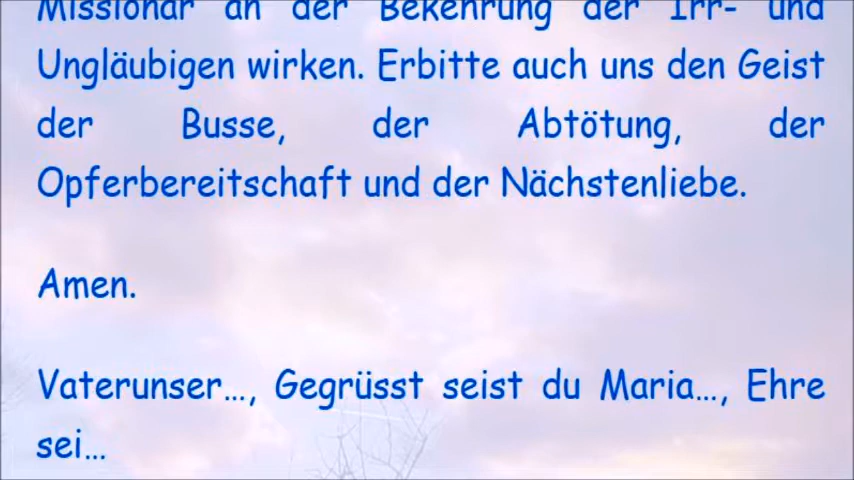 Missionar an der Bekehrung der Irr- und
Ungläubigen wirken. Erbitte auch uns den Geist
der Busse, der Abtötung, der
Opferbereitschaft und der Nächstenliebe.
Amen.
Vaterunser…, Gegrüsst seist du Maria…, Ehre
sei…